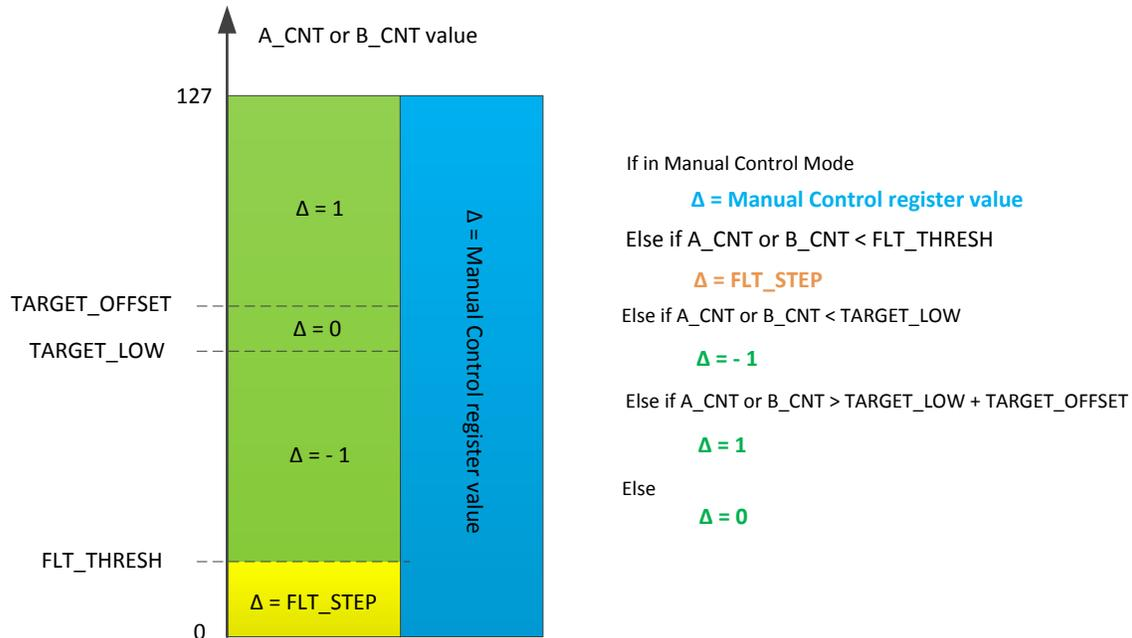 A_CNT or B_CNT value
127
Δ = 1
TARGET_OFFSET
Δ = 0
TARGET_LOW
Δ = - 1
FLT_THRESH
Δ = FLT_STEP
0
Δ = Manual Control register value
If in Manual Control Mode
Δ = Manual Control register value
Else if A_CNT or B_CNT < FLT_THRESH
Δ = FLT_STEP
Else if A_CNT or B_CNT < TARGET_LOW
Δ = - 1
Else if A_CNT or B_CNT > TARGET_LOW + TARGET_OFFSET
Δ = 1
Else
Δ = 0